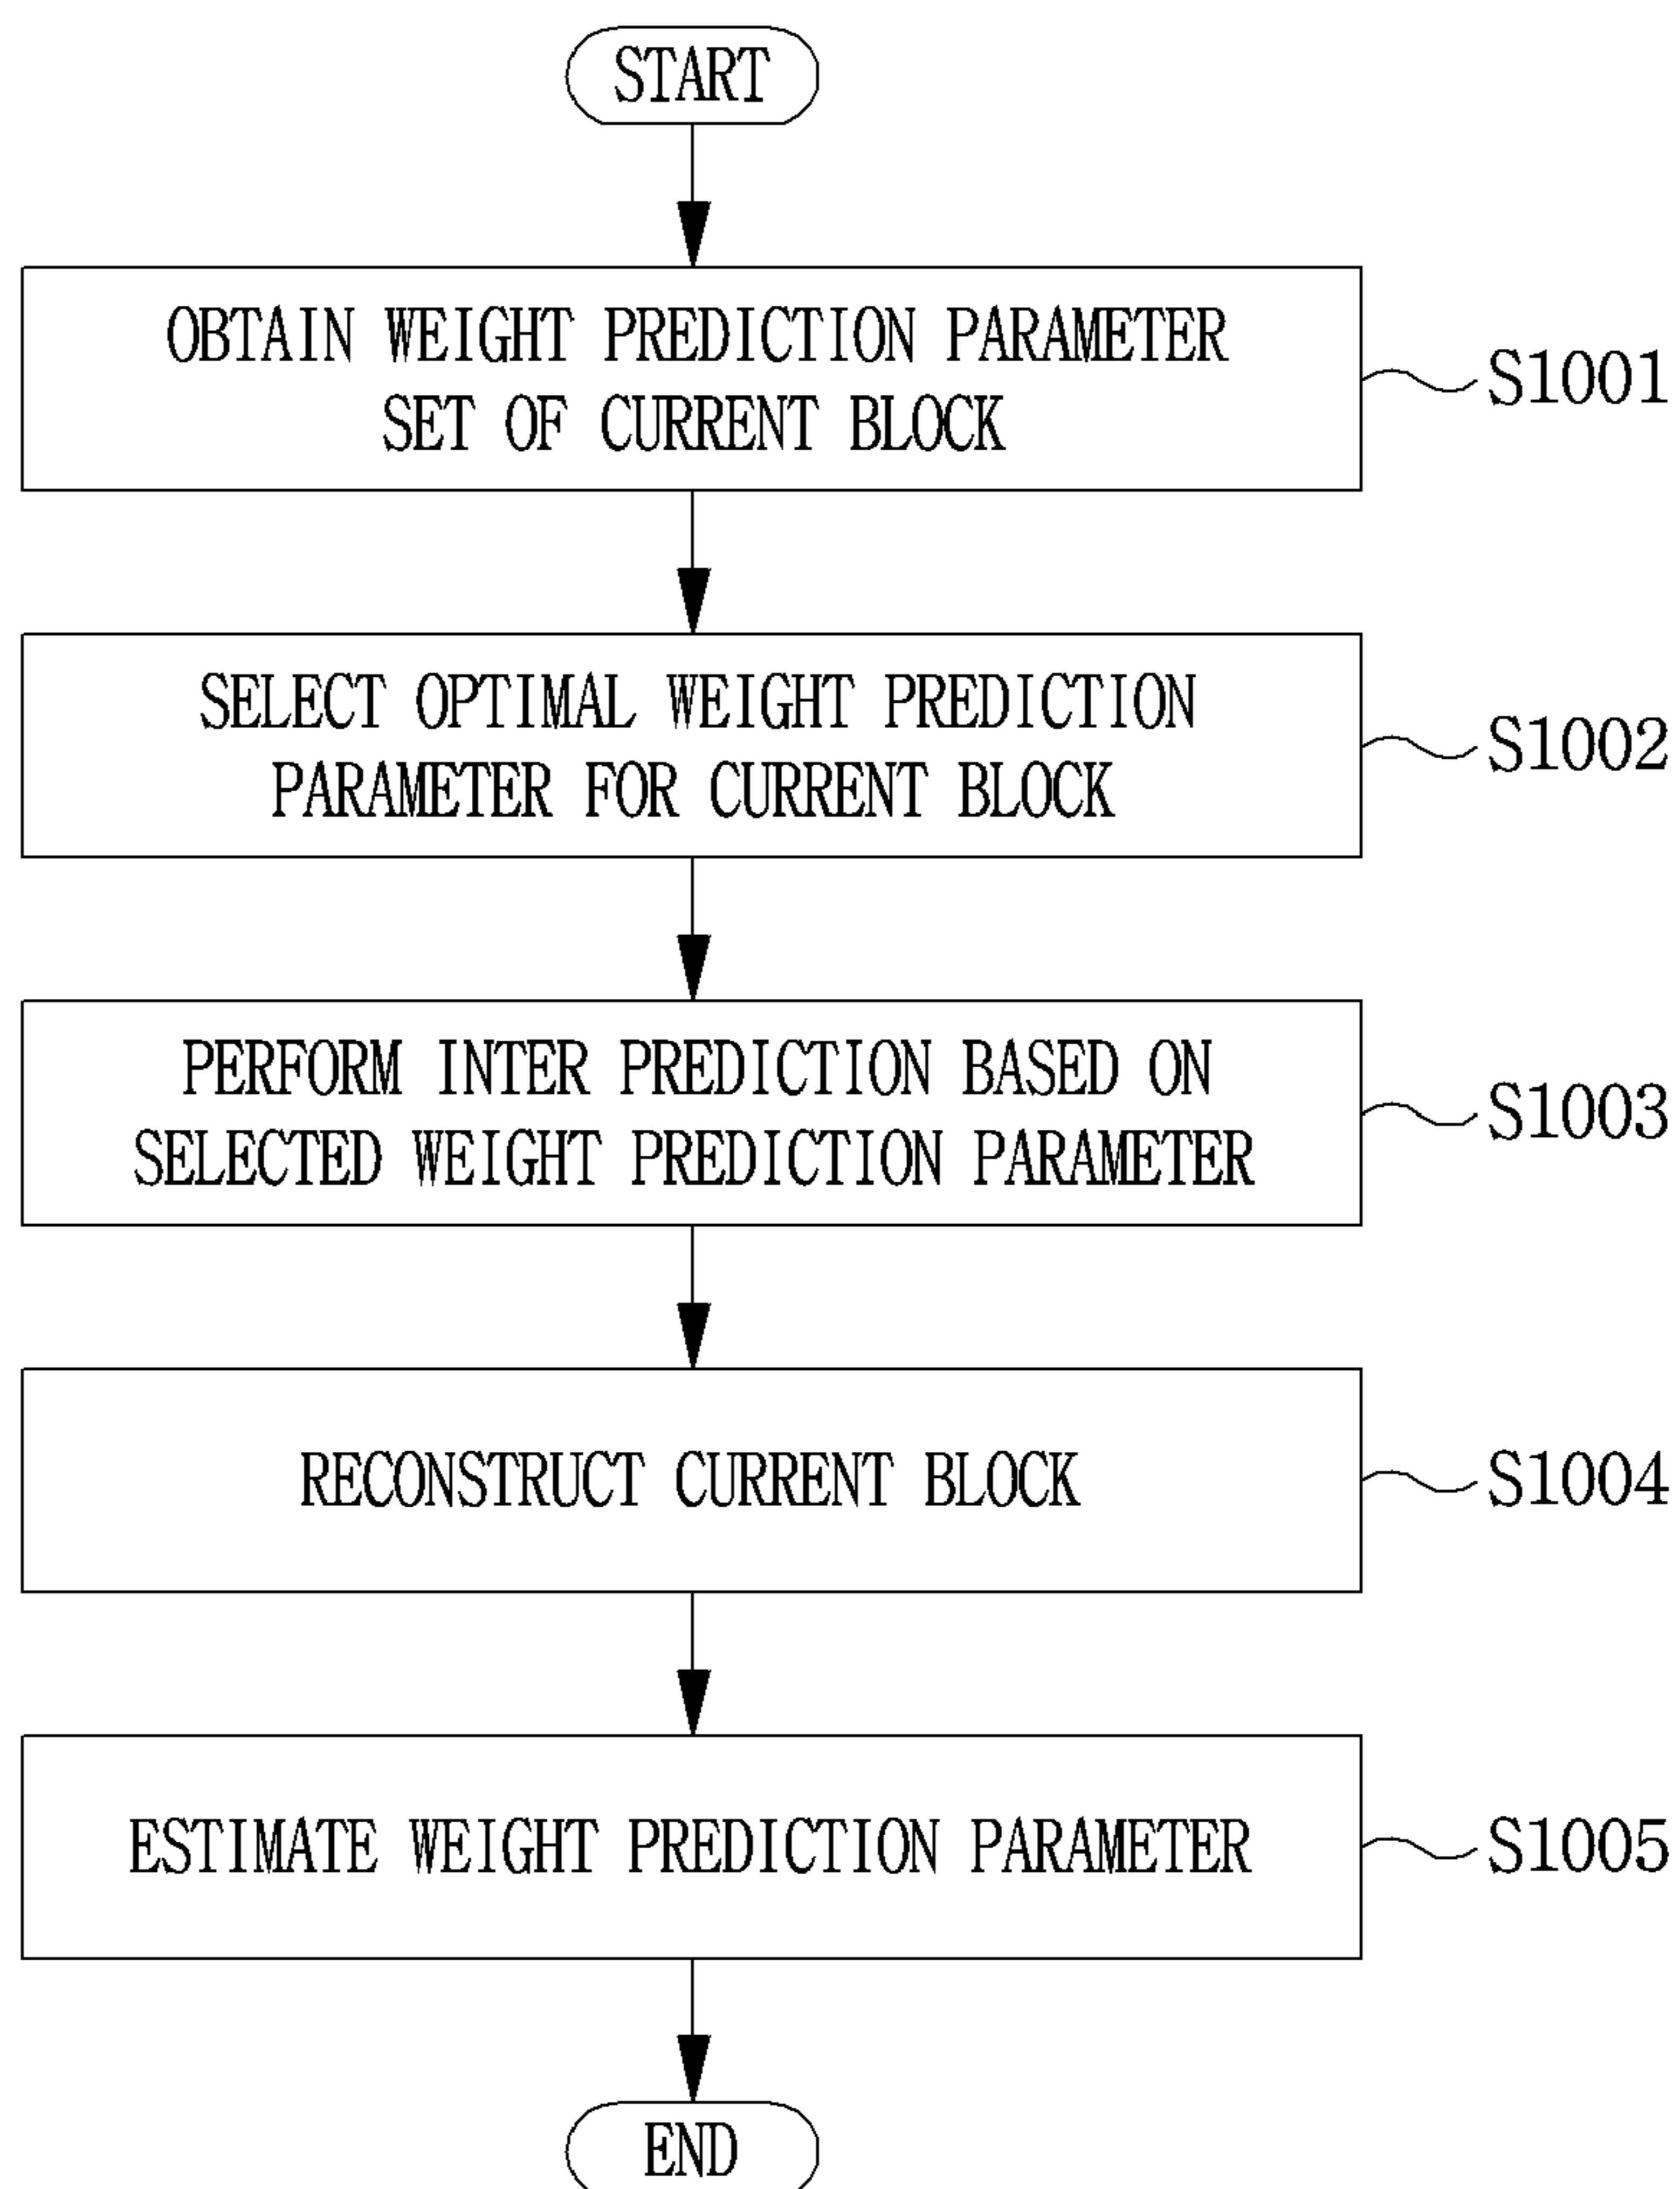 START
OBTAIN WEIGHT PREDICTION PARAMETER
SET OF CURRENT BLOCK
S1001
SELECT OPTIMAL WEIGHT PREDICTION
PARAMETER FOR CURRENT BLOCK
S1002
PERFORM INTER PREDICTION BASED ON
SELECTED WEIGHT PREDICTION PARAMETER
S1003
RECONSTRUCT CURRENT BLOCK
S1004
ESTIMATE WEIGHT PREDICTION PARAMETER
S1005
END